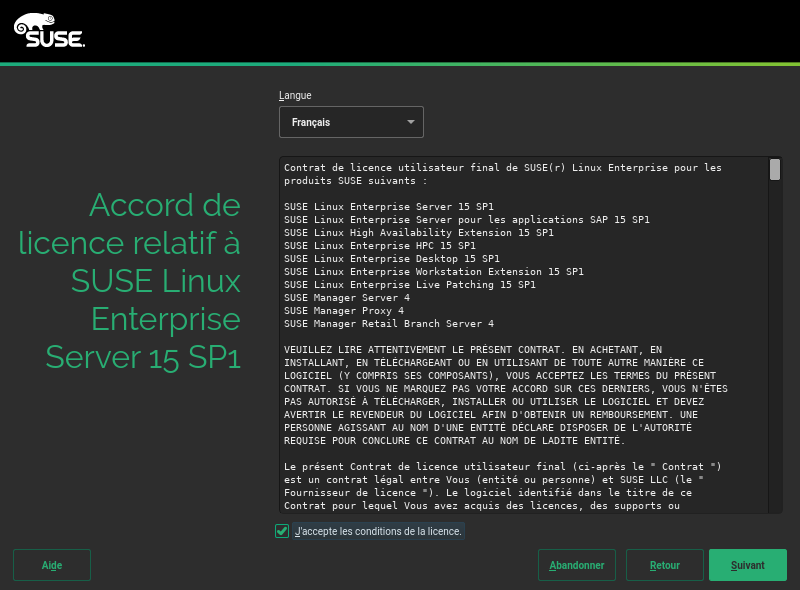 SUSE.
Langue
Français
Accord de
licence relatif à
SUSE Linux
Enterprise
Server 15 SP1
Contrat de licence utilisateur final de SUSE(r) Linux Enterprise pour les
produits SUSE suivants :
SUSE Linux Enterprise Server 15 SP1
SUSE Linux Enterprise Server pour les applications SAP 15 SP1
SUSE Linux High Availability Extension 15 SP1
SUSE Linux Enterprise HPC 15 SP1
SUSE Linux Enterprise Desktop 15 SP1
SUSE Linux Enterprise Workstation Extension 15 SP1
SUSE Linux Enterprise Live Patching 15 SP1
SUSE Manager Server 4
SUSE Manager Proxy 4
SUSE Manager Retail Branch Server 4
VEUILLEZ LIRE ATTENTIVEMENT LE PRÉSENT CONTRAT. EN ACHETANT, EN
INSTALLANT, EN TÉLÉCHARGEANT OU EN UTILISANT DE TOUTE AUTRE MANIÈRE CE
LOGICIEL (Y COMPRIS SES COMPOSANTS), VOUS ACCEPTEZ LES TERMES DU PRÉSENT
CONTRAT. SI VOUS NE MARQUEZ PAS VOTRE ACCORD SUR CES DERNIERS, VOUS N'ÊTES
PAS AUTORISÉ À TÉLÉCHARGER, INSTALLER OU UTILISER LE LOGICIEL ET DEVEZ
AVERTIR LE REVENDEUR DU LOGICIEL AFIN D'OBTENIR UN REMBOURSEMENT. UNE
PERSONNE AGISSANT AU NOM D'UNE ENTITÉ DÉCLARE DISPOSER DE L'AUTORITÉ
REQUISE POUR CONCLURE CE CONTRAT AU NOM DE LADITE ENTITÉ.
Le présent Contrat de licence utilisateur final (ci-après le " Contrat ")
est un contrat légal entre Vous (entité ou personne) et SUSE LLC (le "
Fournisseur de licence "). Le logiciel identifié dans le titre de ce
Contrat pour lequel Vous avez acquis des licences, des supports ou
J'accepte les conditions de la licence.
Aide
Abandonner
Retour
Suivant